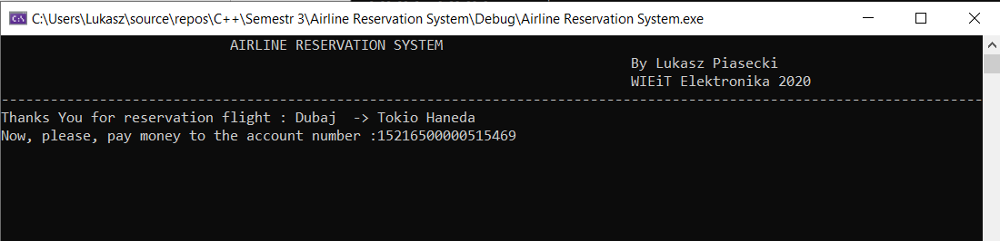 C:\Users\Lukasz\source\repos\C++\Semestr 3\Airline Reservation System\Debug\Airline Reservation System.exe
AIRLINE RESERVATION SYSTEM
By Lukasz Piasecki
WIEiT Elektronika 2020
------------------------------------------------------------------------------------------------------------------------
Thanks You for reservation flight : Dubaj  -> Tokio Haneda
Now, please, pay money to the account number :15216500000515469